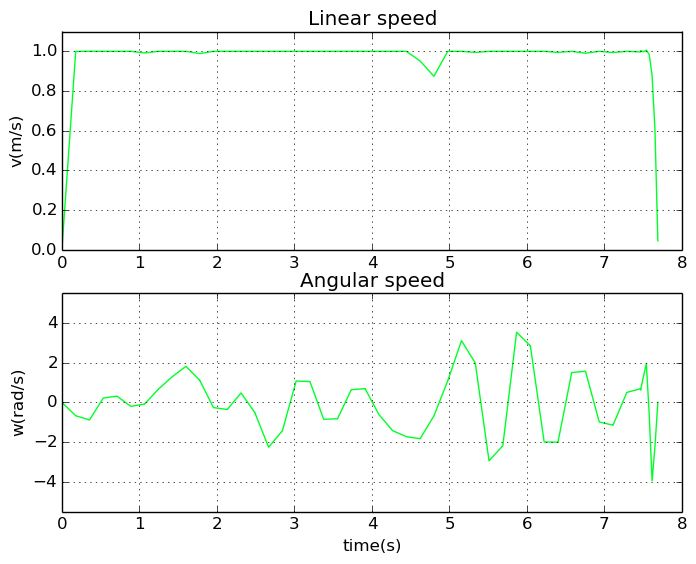 Linear speed
v(m/s)
1.0
0.8
0.6
0.4
0.2
0.0
0 1 2 3 4 5 6 7 8
Angular speed
w(rad/s)
4
2
0
−2
−4
0 1 2 3 4 5 6 7 8
time(s)